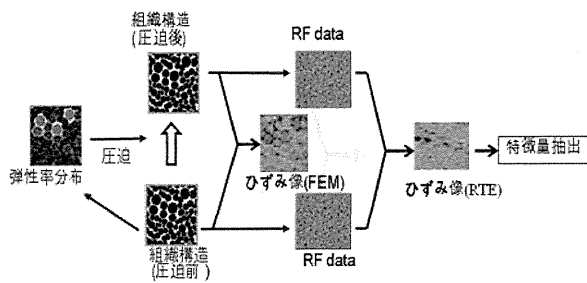 組織構造
(圧迫後)
RF data
圧迫
弾性率分布
ひずみ像(FEM)
ひずみ像(RTE)
特徴量抽出
組織構造
(圧迫前)
RF data